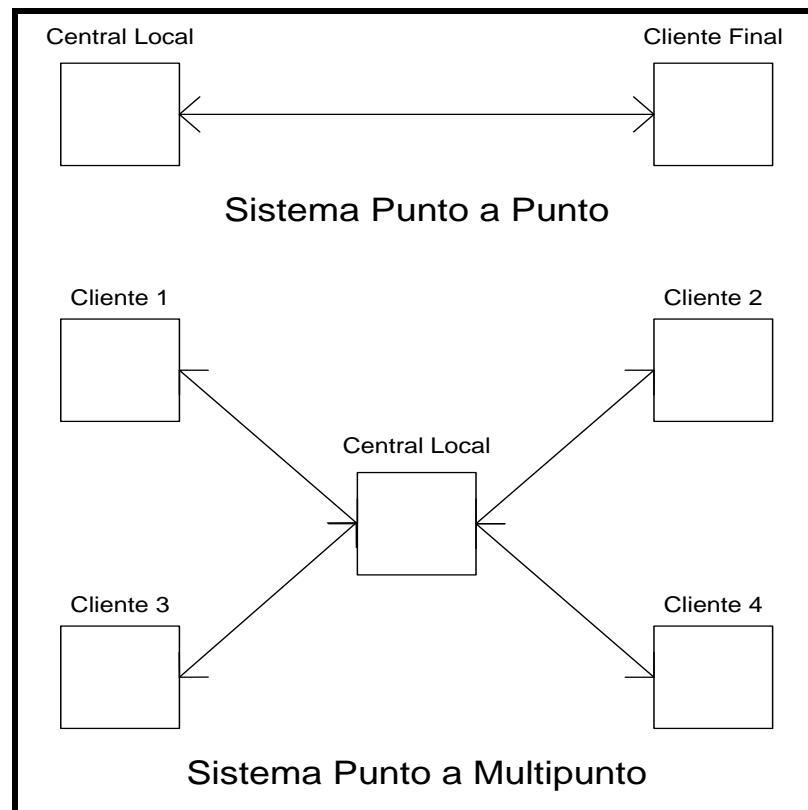 Central Local
Cliente Final
Sistema Punto a Punto
Cliente 1
Cliente 2
Central Local
Cliente 3
Cliente 4
Sistema Punto a Multipunto